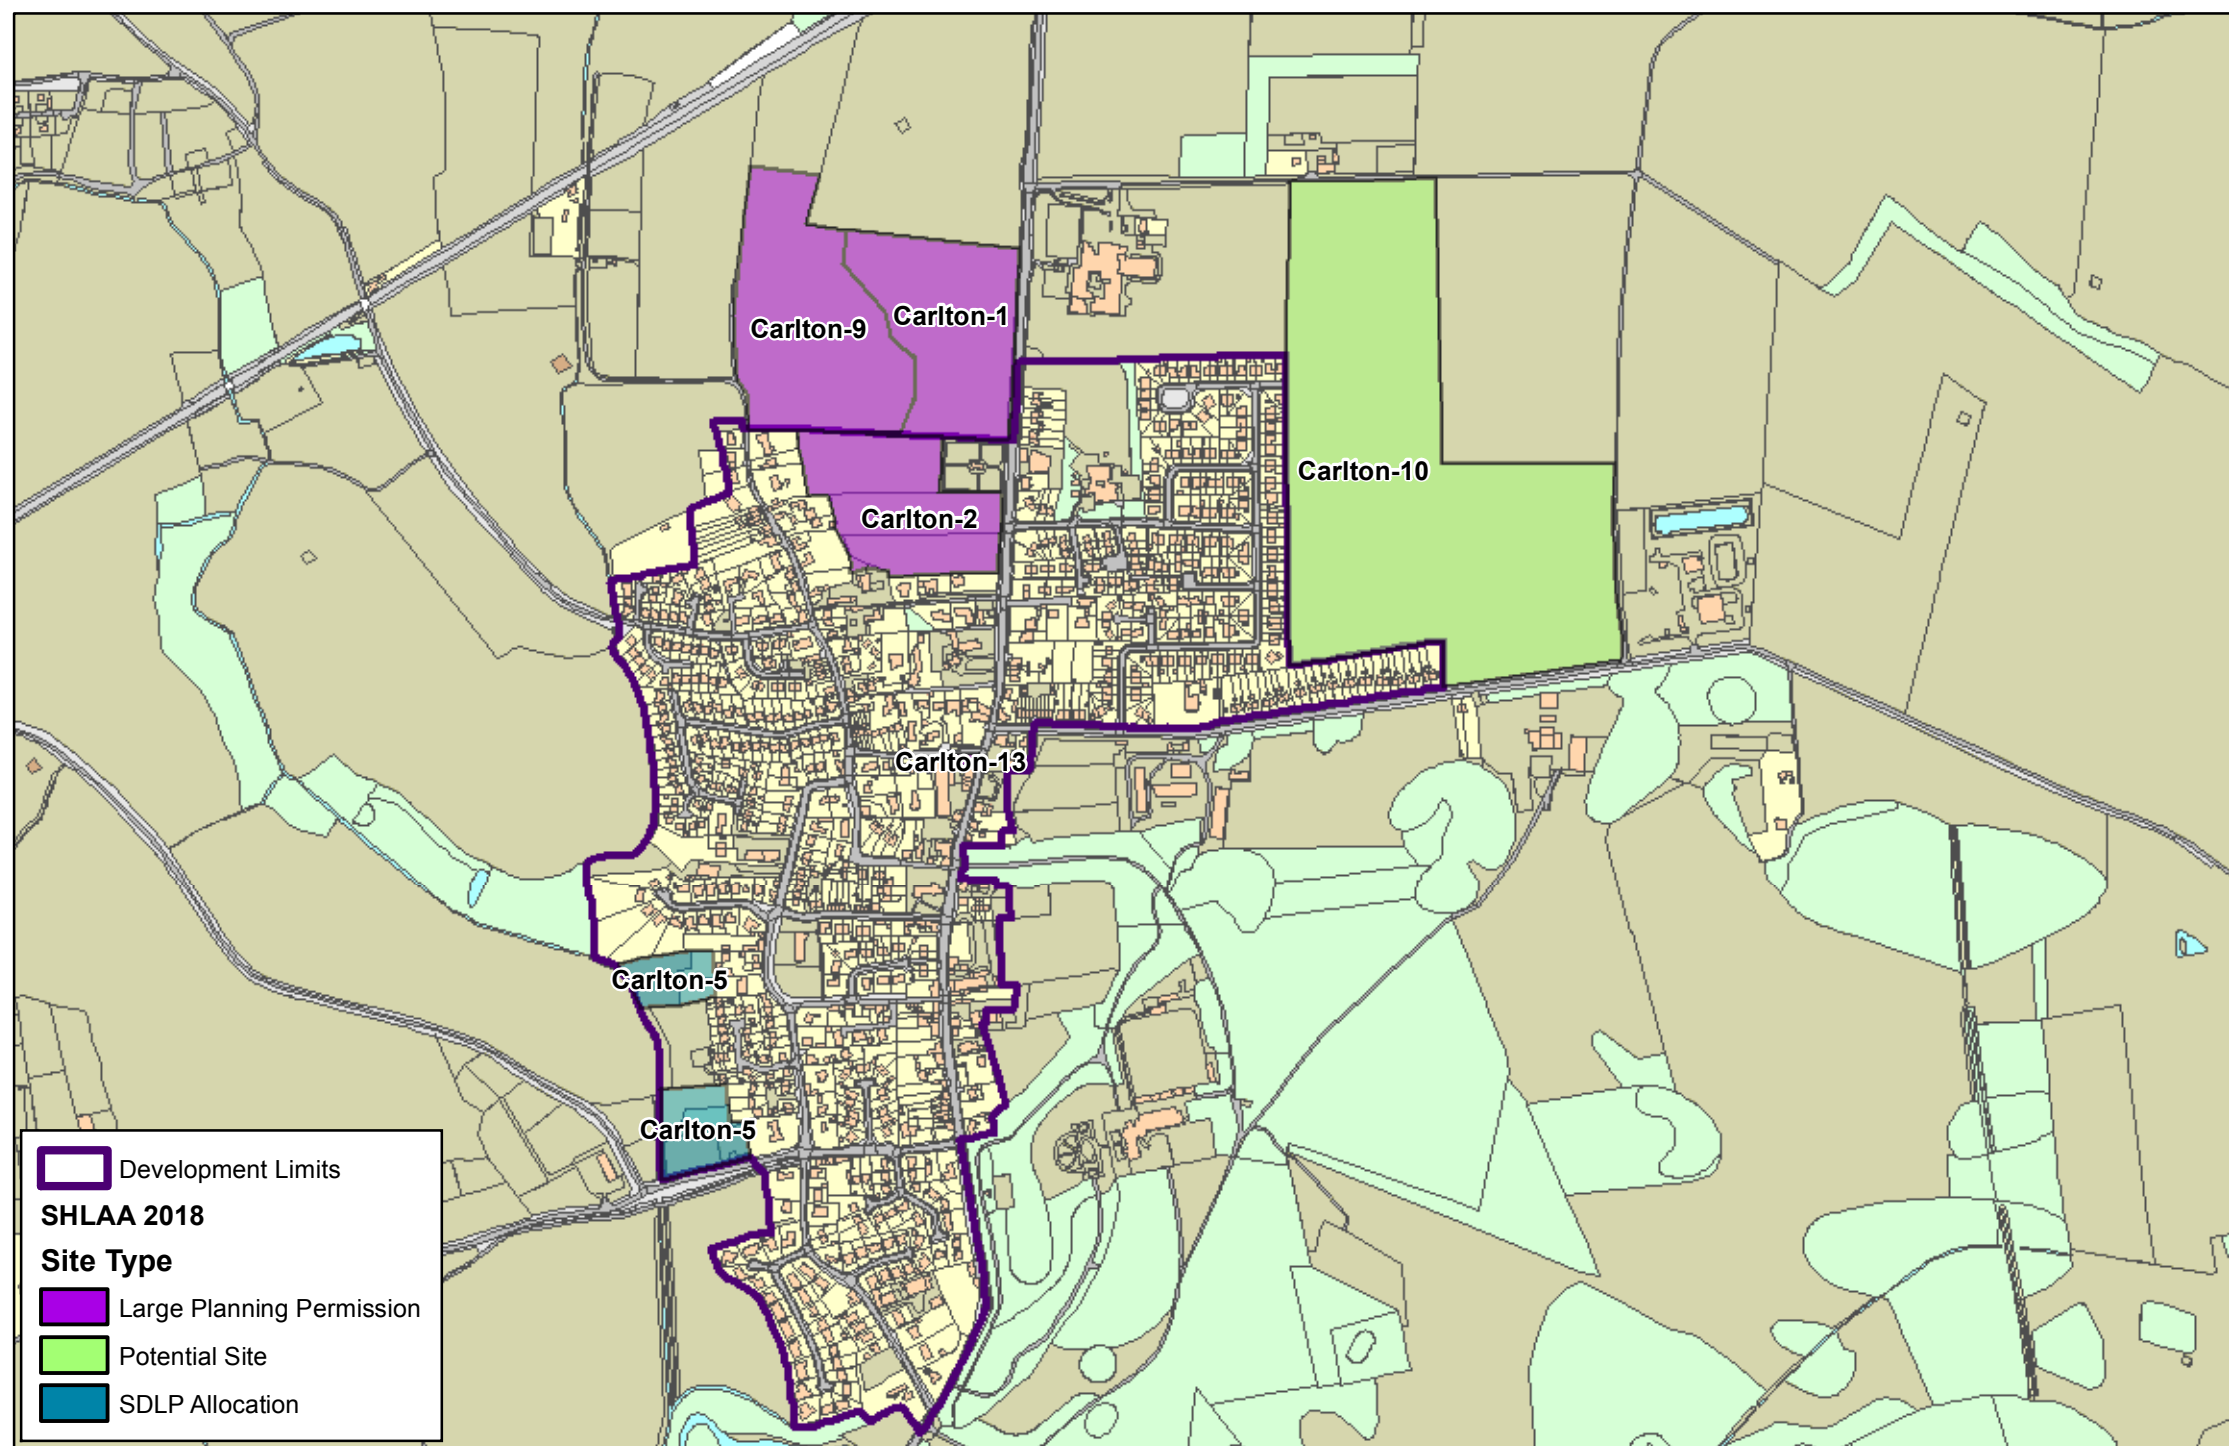 Carlton-9
Carlton-1
Carlton-10
Carlton-2
Carlton-13
Carlton-5
Carlton-5
Development Limits
SHLAA 2018
Site Type
Large Planning Permission
Potential Site
SDLP Allocation